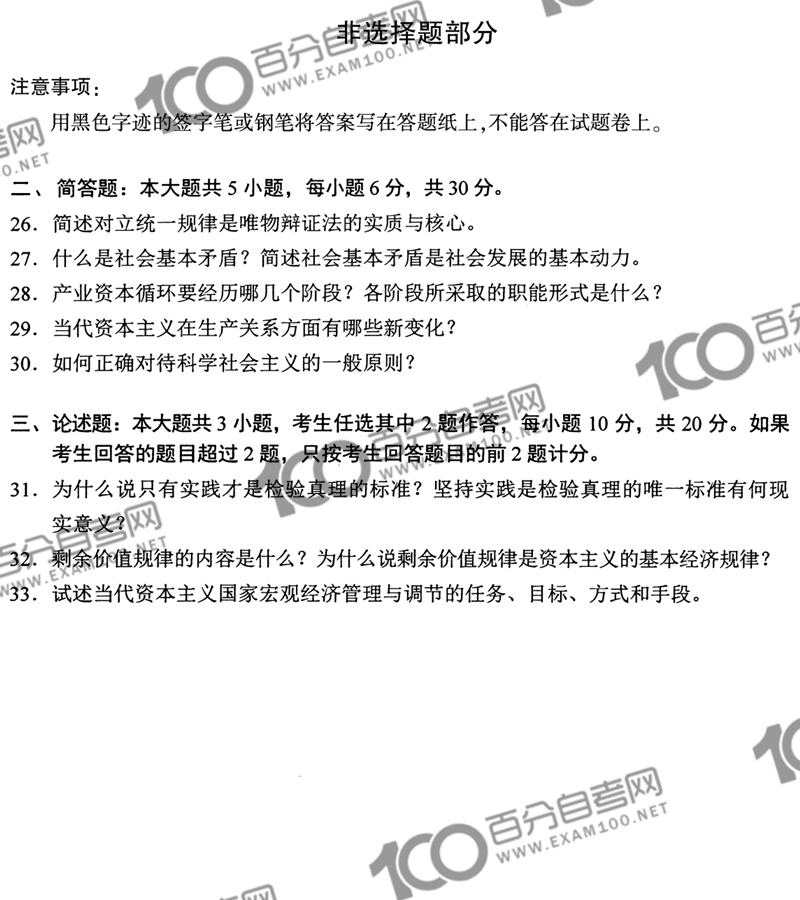 非选择题部分
注意事项：
用黑色字迹的签字笔或钢笔将答案写在答题纸上,不能答在试题卷上。
二、简答题：本大题共 5 小题，每小题 6 分，共 30 分。
26．简述对立统一规律是唯物辩证法的实质与核心。
27．什么是社会基本矛盾？简述社会基本矛盾是社会发展的基本动力。
28．产业资本循环要经历哪几个阶段？各阶段所采取的职能形式是什么？
29．当代资本主义在生产关系方面有哪些新变化？
30．如何正确对待科学社会主义的一般原则？
三、论述题：本大题共 3 小题，考生任选其中 2 题作答，每小题 10 分，共 20 分。如果
考生回答的题目超过 2 题，只按考生回答题目的前 2 题计分。
31．为什么说只有实践才是检验真理的标准？坚持实践是检验真理的唯一标准有何现
实意义？
32．剩余价值规律的内容是什么？为什么说剩余价值规律是资本主义的基本经济规律？
33．试述当代资本主义国家宏观经济管理与调节的任务、目标、方式和手段。
100百分自考网
WWW.EXAM100.NET